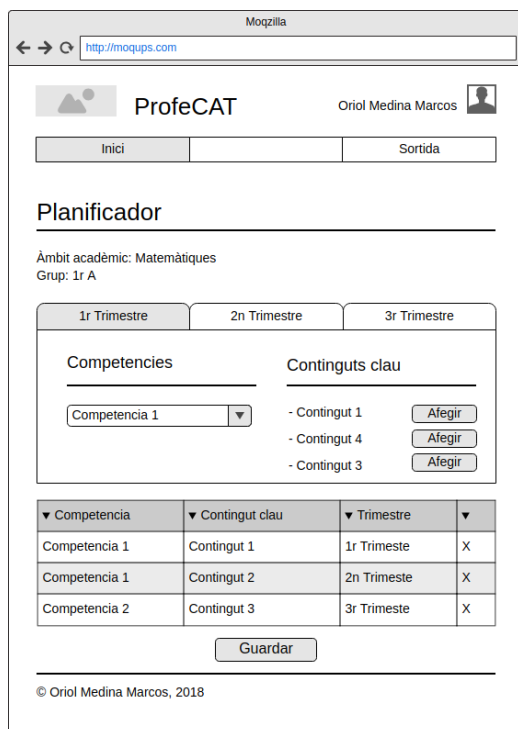 Moqzilla
http://moqups.com
ProfeCAT
Oriol Medina Marcos
Inici
Sortida
Planificador
Àmbit acadèmic: Matemàtiques
Grup: 1r A
1r Trimestre
2n Trimestre
3r Trimestre
Competencies
Competencia 1
Continguts clau
- Contingut 1 Afegir
- Contingut 4 Afegir
- Contingut 3 Afegir
▼ Competencia ▼ Contingut clau ▼ Trimestre ▼
Competencia 1 Contingut 1 1r Trimeste X
Competencia 1 Contingut 2 2n Trimeste X
Competencia 2 Contingut 3 3r Trimeste X
Guardar
© Oriol Medina Marcos, 2018